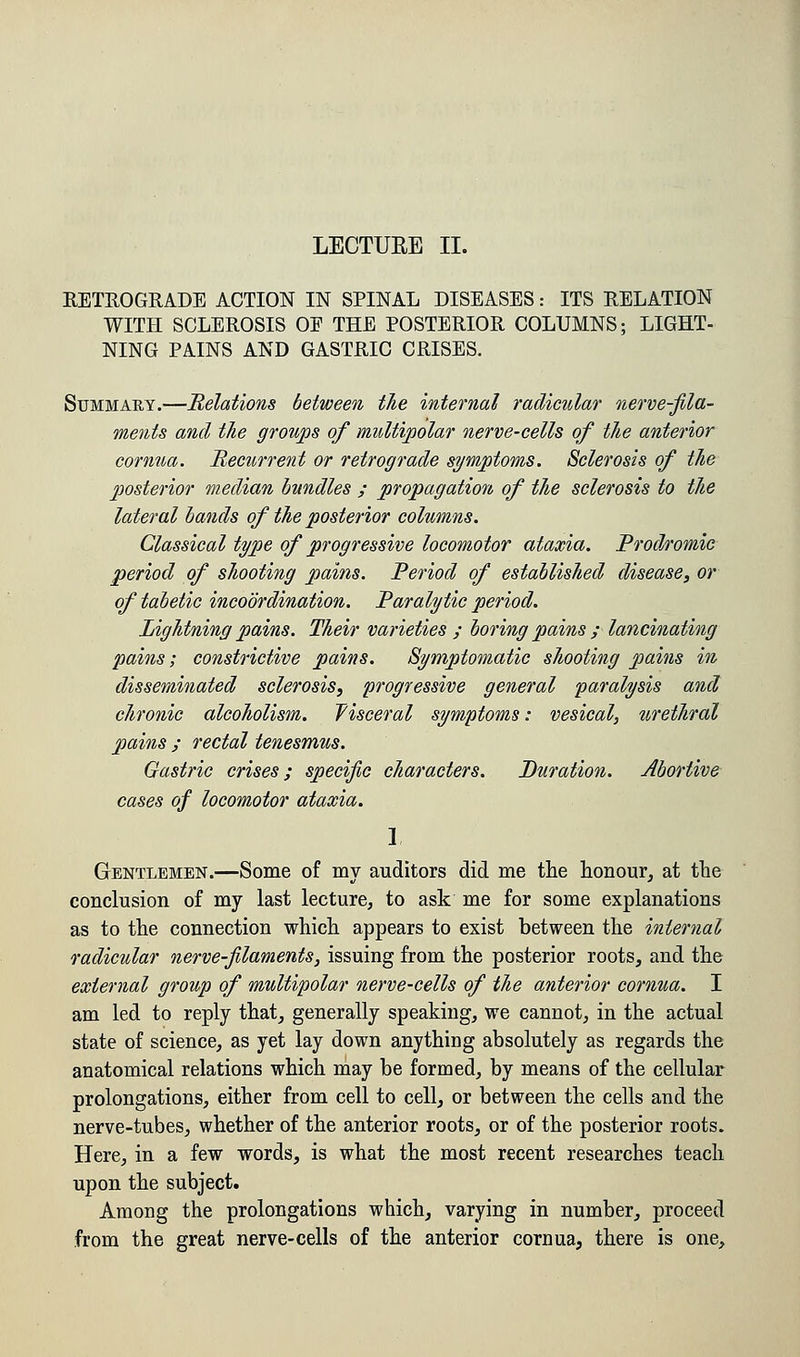 LECTURE II.
RETROGRADE ACTION IN SPINAL DISEASES: ITS RELATION
WITH SCLEROSIS OF THE POSTERIOR COLUMNS; LIGHT-
NING PAINS AND GASTRIC CRISES.
SUMMARY.—Relations between the internal radicular nerve-fila-
ments and the groups of multipolar nerve-cells of the anterior
cornua. Recurrent or retrograde symptoms. Sclerosis of the
posterior median bundles ; propagation of the sclerosis to the
lateral bands of the posterior columns.
Classical type of progressive locomotor ataxia. Prodromic
period of shooting pains. Period of established disease, or
of tabetic incoördination. Paralytic period.
Lightning pains. Their varieties ; boring pains ; lancinating
pains; constrictive pains. Symptomatic shooting pains in
disseminated sclerosis, progressive general paralysis and
chronic alcoholism. Visceral symptoms: vesical, urethral
pains ; rectal tenesmus.
Gastric crises; specific characters. Duration. Abortive
cases of locomotor ataxia.
1
GENTLEMEN.—Some of my auditors did me the honour, at the
conclusion of my last lecture, to ask me for some explanations
as to the connection which appears to exist between the internal
radicular nerve-filaments, issuing from the posterior roots, and the
external group of multipolar nerve-cells of the anterior cornua. I
am led to reply that, generally speaking, we cannot, in the actual
state of science, as yet lay down anything absolutely as regards the
anatomical relations which may be formed, by means of the cellular
prolongations, either from cell to cell, or between the cells and the
nerve-tubes, whether of the anterior roots, or of the posterior roots.
Here, in a few words, is what the most recent researches teach
upon the subject.
Among the prolongations which, varying in number, proceed
from the great nerve-cells of the anterior cornua, there is one,